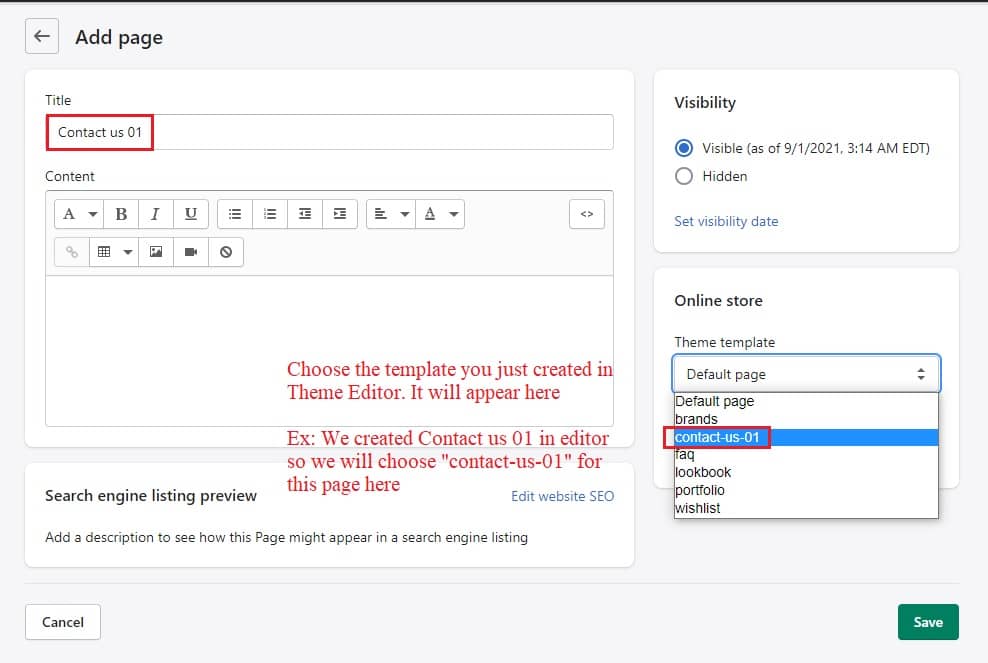 Add page
Title
Contact us 01
Content
A B I U A <>
Choose the template you just created in
Theme Editor. It will appear here
Ex: We created Contact us 01 in editor
so we will choose "contact-us-01" for
this page here
Search engine listing preview
Edit website SEO
Add a description to see how this Page might appear in a search engine listing
Visibility
Visible (as of 9/1/2021, 3:14 AM EDT)
Hidden
Set visibility date
Online store
Theme template
Default page
Default page
brands
contact-us-01
faq
lookbook
portfolio
wishlist
Cancel
Save